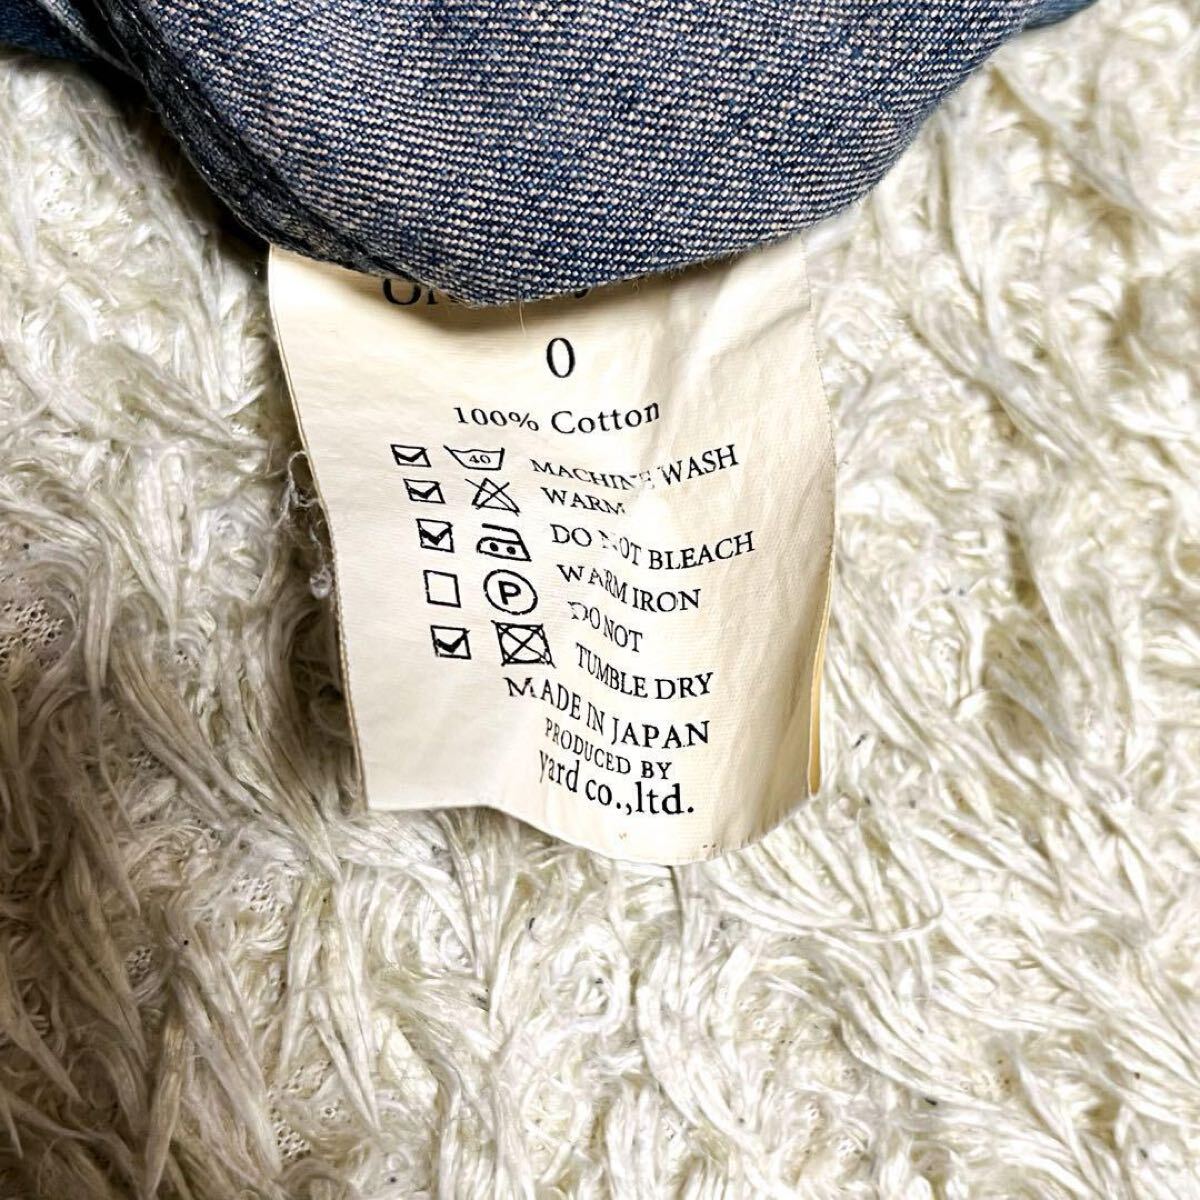 0
100% Cotton
40 MACHINE WASH
WARM
DO NOT BLEACH
WARM IRON
P DO NOT
TUMBLE DRY
MADE IN JAPAN
PRODUCED BY
yard co.,ltd.